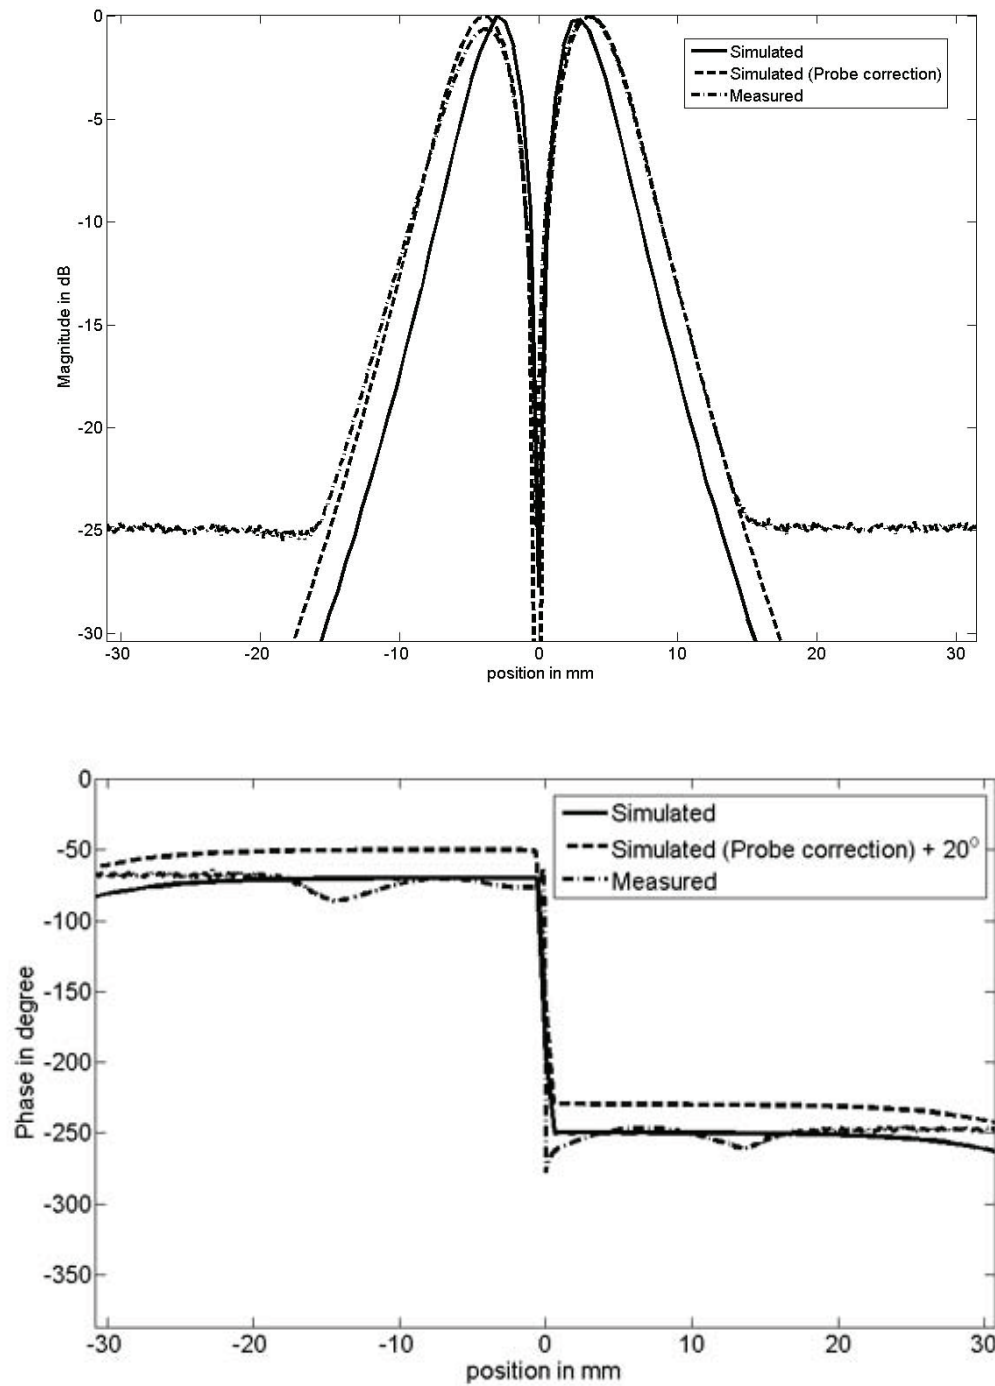 0
-5
-10
-15
-20
-25
-30
Magnitude in dB
Simulated
Simulated (Probe correction)
Measured
-30 -20 -10 0 10 20 30
position in mm
0
-50
-100
-150
-200
-250
-300
-350
Phase in degree
Simulated
Simulated (Probe correction) + 20⁰
Measured
-30 -20 -10 0 10 20 30
position in mm